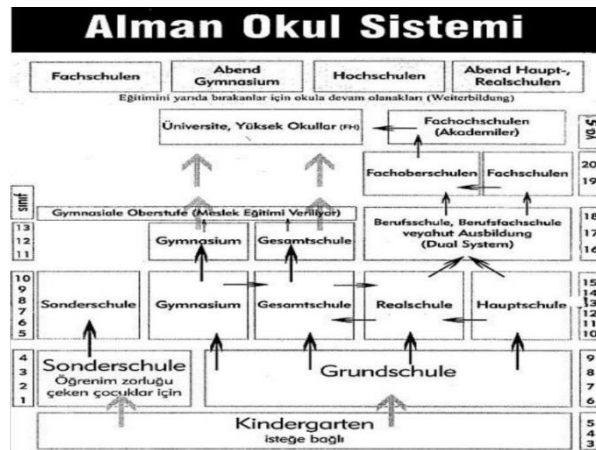 Alman Okul Sistemi
Fachschulen
Abend
Gymnasium
Hochschulen
Abend Haupt-,
Realschulen
Eğitimini yarıda bırakanlar için okula devam olanakları (Weiterbildung)
Üniversite, Yüksek Okullar (FH)
Fachochschulen
(Akademiler)
yaş
Fachoberschulen
Fachschulen
20
19
sınıf
Gymnasiale Oberstufe (Meslek Eğitimi Veriliyor)
13
12
11
Gymnasium
Gesamtschule
Berufsschule, Berufsfachschule
veyahut Ausbildung
(Dual System)
18
17
16
10
9
8
7
6
5
Sonderschule
Gymnasium
Gesamtschule
Realschule
Hauptschule
15
14
13
12
11
10
4
3
2
1
Sonderschule
Öğrenim zorluğu
çeken çocuklar için
Grundschule
9
8
7
6
Kindergarten
isteğe bağlı
5
4
3